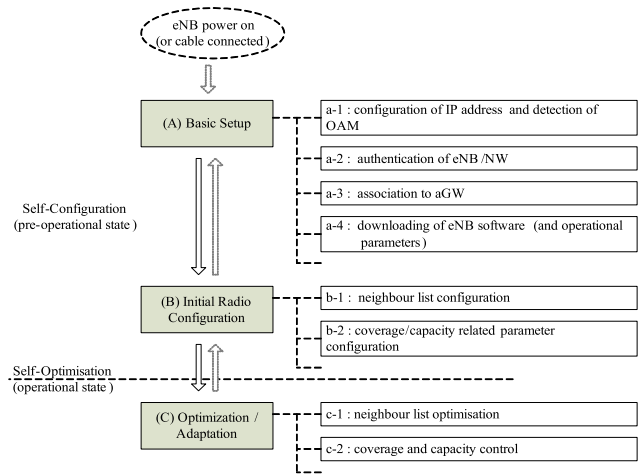 eNB power on
(or cable connected )
(A) Basic Setup
a-1 : configuration of IP address and detection of
OAM
a-2 : authentication of eNB /NW
a-3 : association to aGW
a-4 : downloading of eNB software (and operational
parameters )
Self-Configuration
(pre-operational state )
(B) Initial Radio
Configuration
b-1 : neighbour list configuration
b-2 : coverage/capacity related parameter
configuration
Self-Optimisation
(operational state )
(C) Optimization /
Adaptation
c-1 : neighbour list optimisation
c-2 : coverage and capacity control